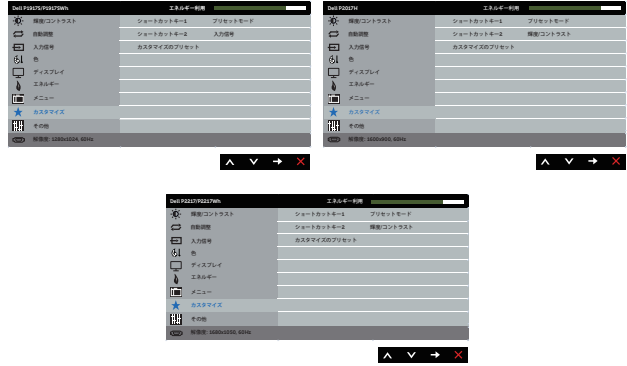 Dell P1917S/P1917SWh エネルギー利用
輝度/コントラスト ショートカットキー1 プリセットモード
自動調整 ショートカットキー2 入力信号
入力信号 カスタマイズのリセット
色
ディスプレイ
エネルギー
メニュー
カスタマイズ
その他
解像度: 1280x1024, 60Hz
Dell P2017H エネルギー利用
輝度/コントラスト ショートカットキー1 プリセットモード
自動調整 ショートカットキー2 輝度/コントラスト
入力信号 カスタマイズのリセット
色
ディスプレイ
エネルギー
メニュー
カスタマイズ
その他
解像度: 1600x900, 60Hz
Dell P2217/P2217Wh エネルギー利用
輝度/コントラスト ショートカットキー1 プリセットモード
自動調整 ショートカットキー2 輝度/コントラスト
入力信号 カスタマイズのリセット
色
ディスプレイ
エネルギー
メニュー
カスタマイズ
その他
解像度: 1680x1050, 60Hz